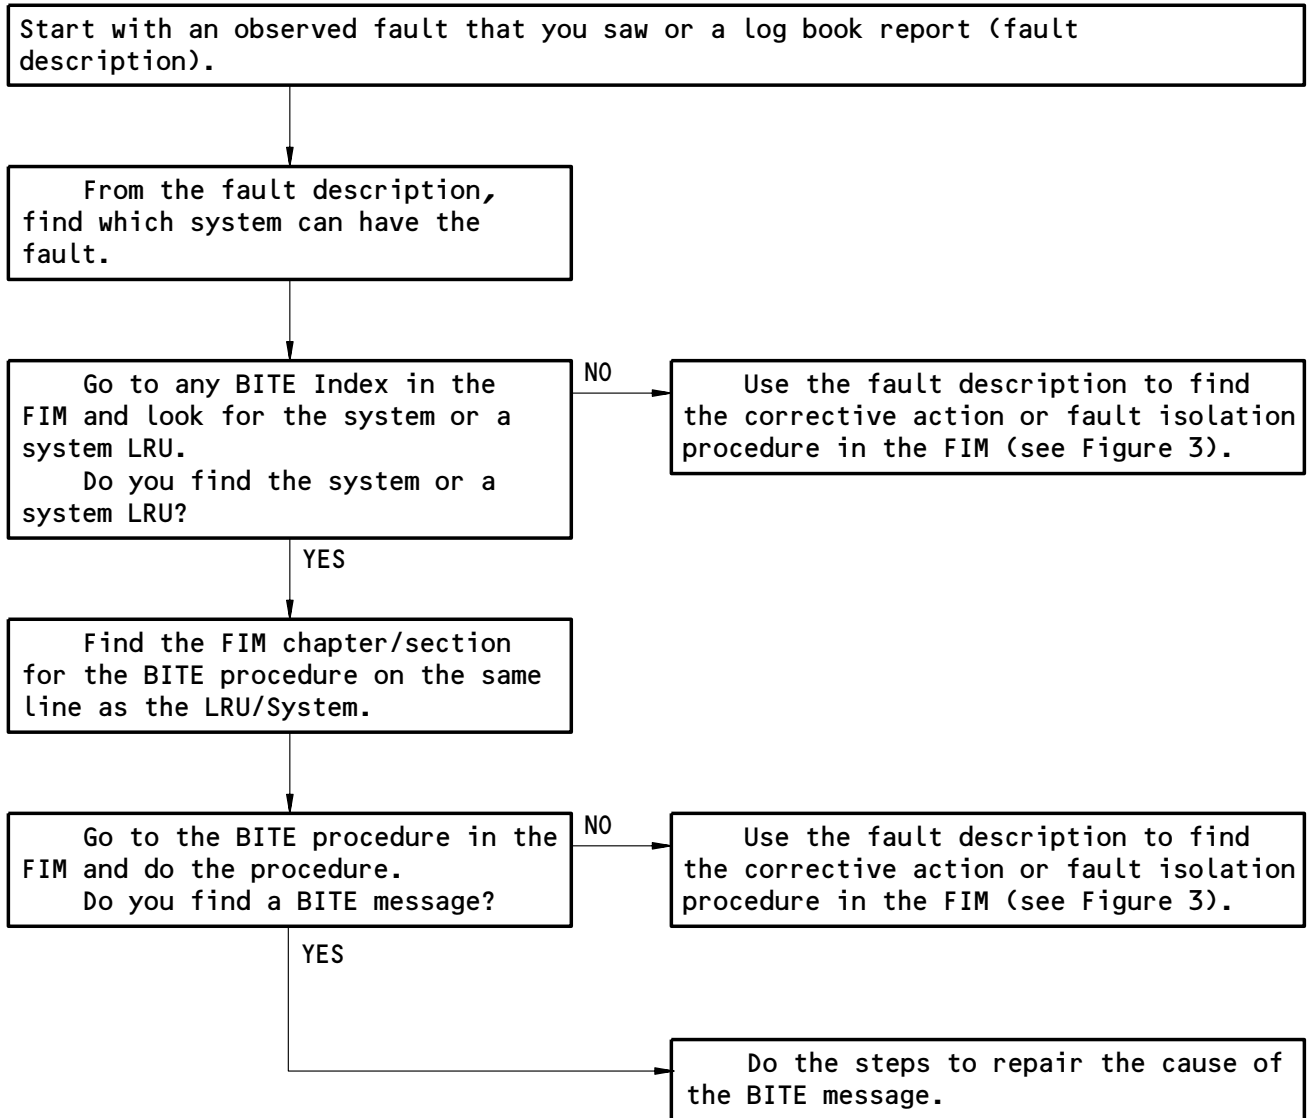 Start with an observed fault that you saw or a log book report (fault
description).
From the fault description,
find which system can have the
fault.
Go to any BITE Index in the
FIM and look for the system or a
system LRU.
Do you find the system or a
system LRU?
NO
Use the fault description to find
the corrective action or fault isolation
procedure in the FIM (see Figure 3).
YES
Find the FIM chapter/section
for the BITE procedure on the same
line as the LRU/System.
Go to the BITE procedure in the
FIM and do the procedure.
Do you find a BITE message?
NO
Use the fault description to find
the corrective action or fault isolation
procedure in the FIM (see Figure 3).
YES
Do the steps to repair the cause of
the BITE message.